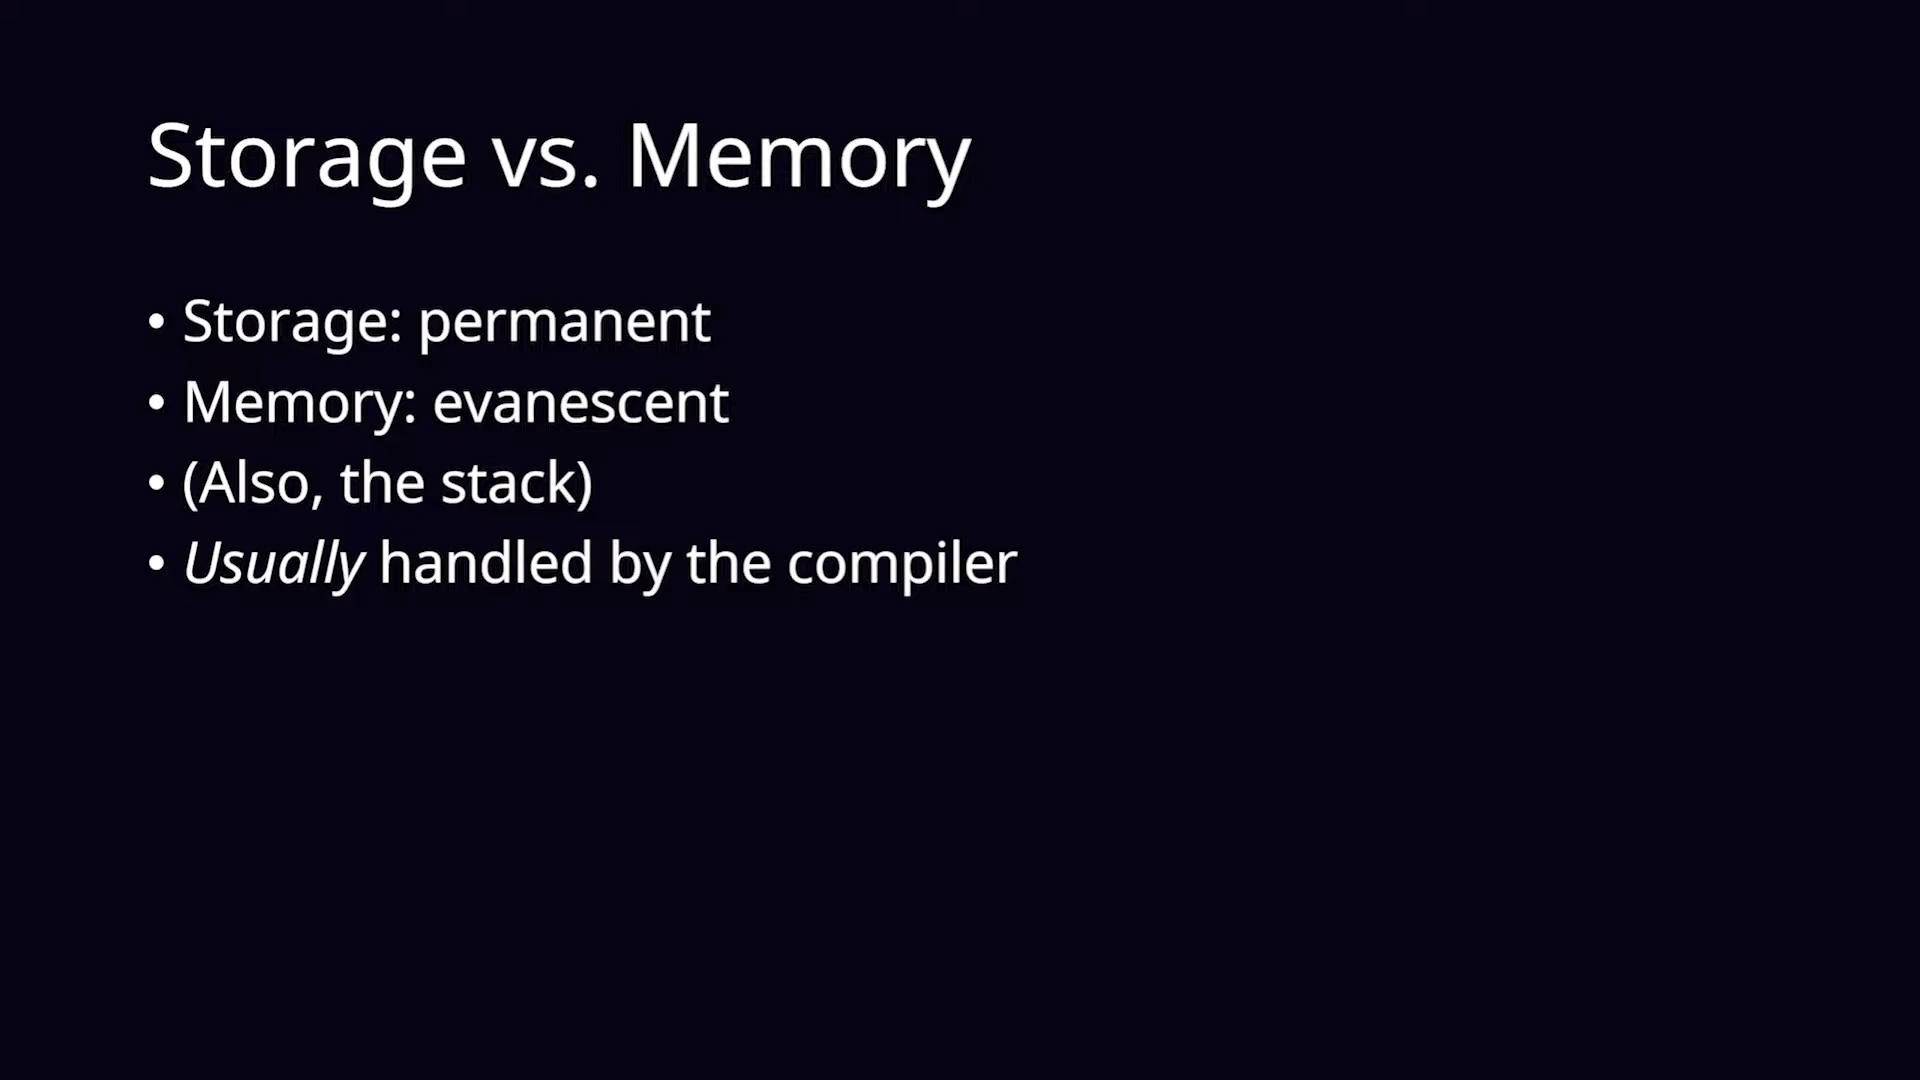 Storage vs. Memory
• Storage: permanent
• Memory: evanescent
• (Also, the stack)
• Usually handled by the compiler